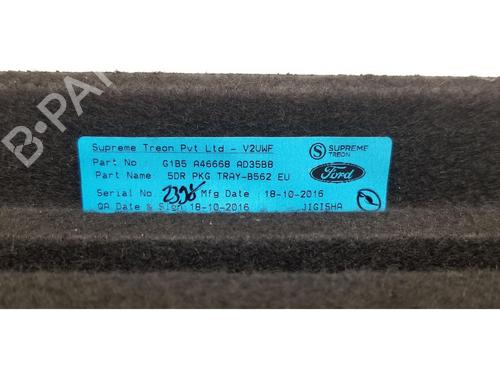 B-PARTS
Supreme Treon Pvt Ltd - V2UWF
SUPREME
TREON
Part No G1B5 A46668 AD35B8
Part Name 5DR PKG TRAY-B562 EU
Ford
Serial No Mfg Date 18-10-2016
QA Date & Sign 18-10-2016 JIGISHA